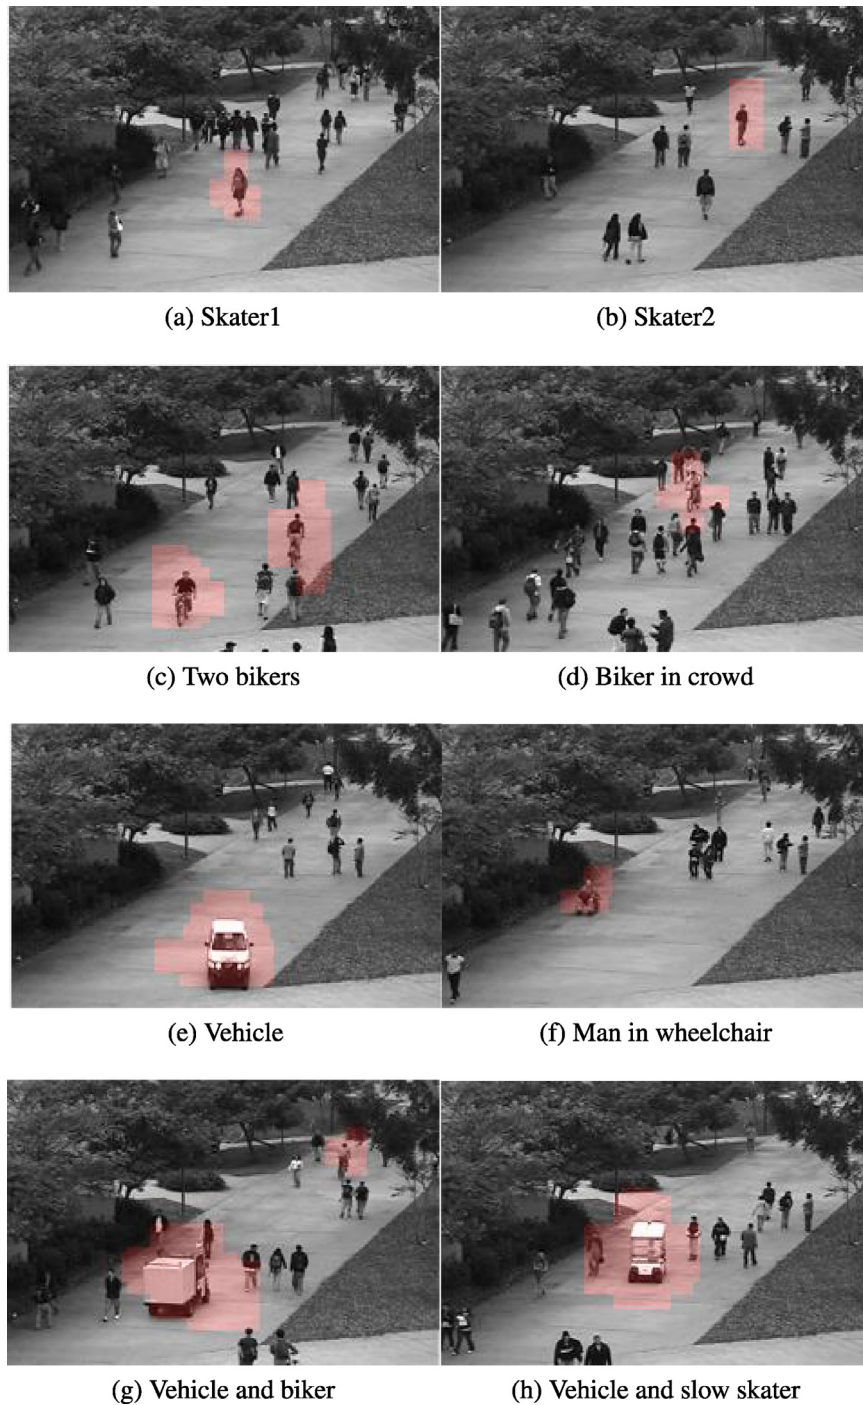 (a) Skater1
(b) Skater2
(c) Two bikers
(d) Biker in crowd
(e) Vehicle
(f) Man in wheelchair
(g) Vehicle and biker
(h) Vehicle and slow skater